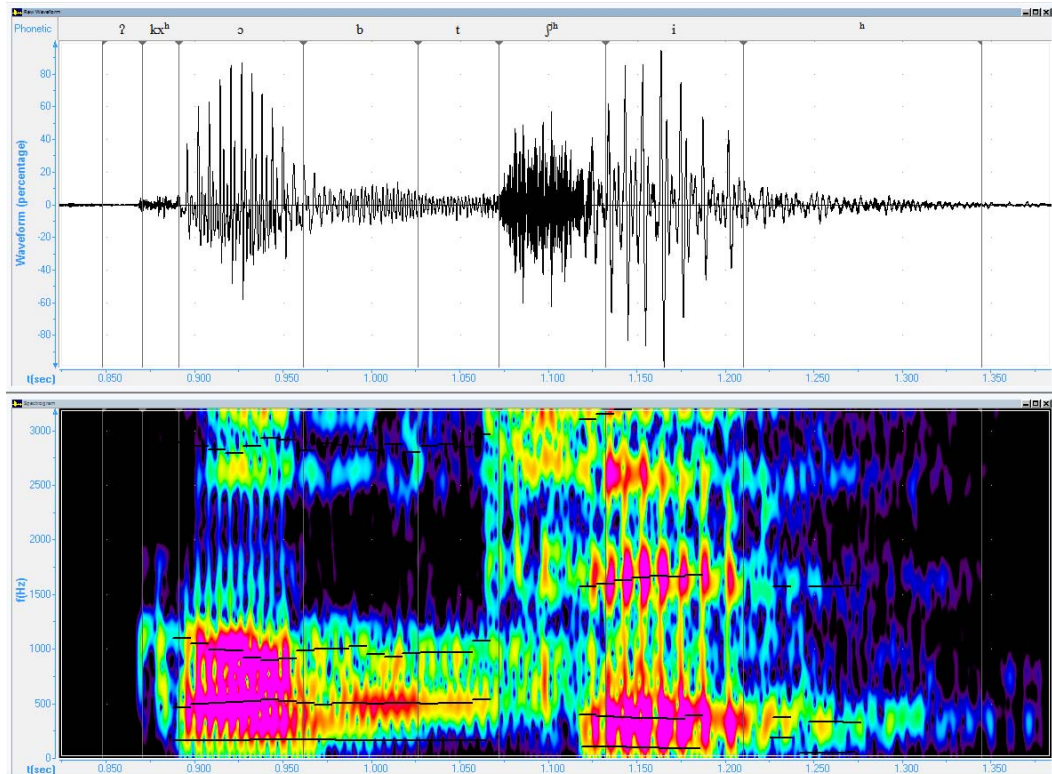 Raw Waveform
Phonetic ʔ kxʰ ɔ b t ʃʰ i ʰ
Waveform (percentage)
80
60
40
20
0
-20
-40
-60
-80
t(sec) 0.850 0.900 0.950 1.000 1.050 1.100 1.150 1.200 1.250 1.300 1.350
Spectrogram
f(Hz)
3000
2500
2000
1500
1000
500
0
t(sec) 0.850 0.900 0.950 1.000 1.050 1.100 1.150 1.200 1.250 1.300 1.350